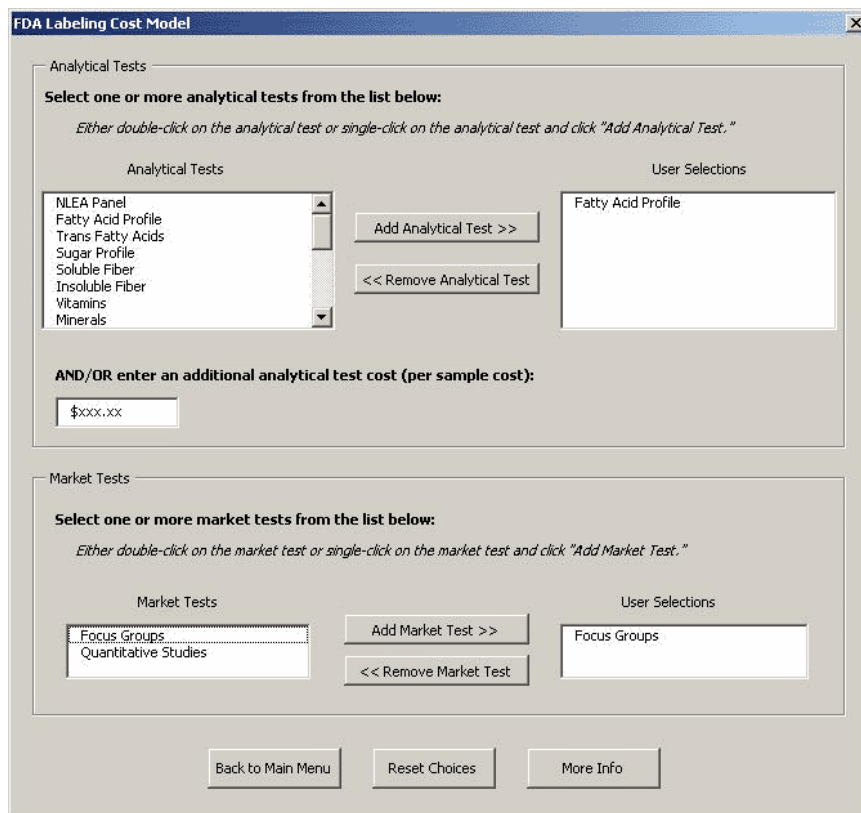 FDA Labeling Cost Model
Analytical Tests
Select one or more analytical tests from the list below:
Either double-click on the analytical test or single-click on the analytical test and click "Add Analytical Test."
Analytical Tests
User Selections
NLEA Panel
Fatty Acid Profile
Trans Fatty Acids
Sugar Profile
Soluble Fiber
Insoluble Fiber
Vitamins
Minerals
Add Analytical Test >>
<< Remove Analytical Test
Fatty Acid Profile
AND/OR enter an additional analytical test cost (per sample cost):
$xxx.xx
Market Tests
Select one or more market tests from the list below:
Either double-click on the market test or single-click on the market test and click "Add Market Test."
Market Tests
User Selections
Focus Groups
Quantitative Studies
Add Market Test >>
<< Remove Market Test
Focus Groups
Back to Main Menu
Reset Choices
More Info